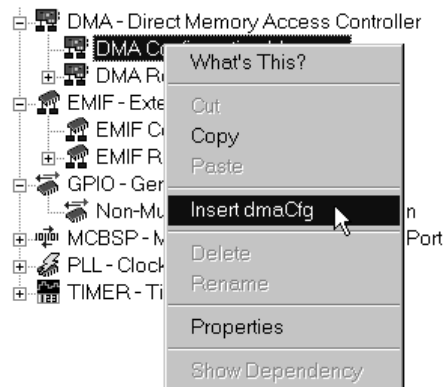 DMA - Direct Memory Access Controller
DMA C
DMA R
EMIF - Exte
EMIF C
EMIF R
GPIO - Ger
Non-Mu n
MCBSP - M Port
PLL - Clock
TIMER - Ti
What's This?
Cut
Copy
Paste
Insert dmaCfg
Delete
Rename
Properties
Show Dependency